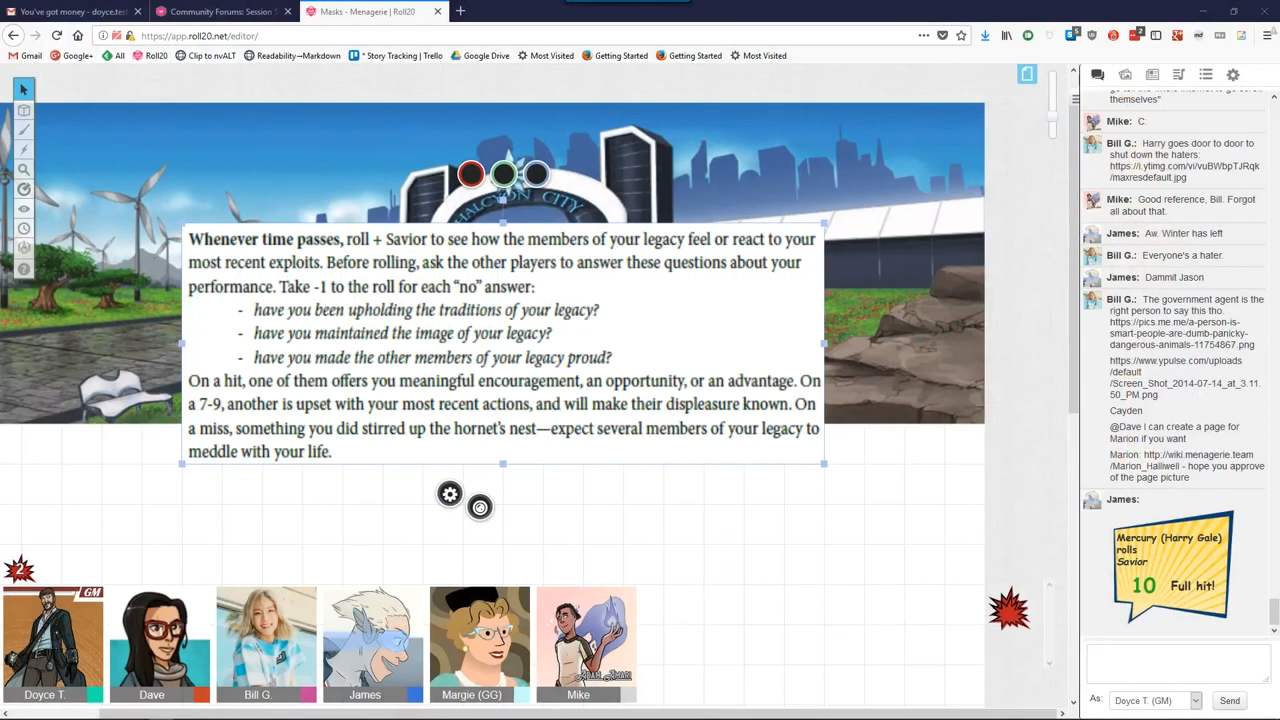 You've got money - doyce.test
Community Forums: Session S
Masks - Menagerie | Roll20
https://app.roll20.net/editor/
Gmail
Google+
All
Roll20
Clip to nvALT
Readability→Markdown
* Story Tracking | Trello
Google Drive
Most Visited
Getting Started
Getting Started
Most Visited
HALCYON CITY
Whenever time passes, roll + Savior to see how the members of your legacy feel or react to your
most recent exploits. Before rolling, ask the other players to answer these questions about your
performance. Take -1 to the roll for each “no” answer:
- have you been upholding the traditions of your legacy?
- have you maintained the image of your legacy?
- have you made the other members of your legacy proud?
On a hit, one of them offers you meaningful encouragement, an opportunity, or an advantage. On
a 7-9, another is upset with your most recent actions, and will make their displeasure known. On
a miss, something you did stirred up the hornet's nest—expect several members of your legacy to
meddle with your life.
2
GM
Doyce T.
Dave
Bill G.
James
Margie (GG)
Mike
themselves"
Mike: C.
Bill G.: Harry goes door to door to
shut down the haters:
https://i.ytimg.com/vi/vuBW/bpTJRqk
/maxresdefault.jpg
Mike: Good reference, Bill. Forgot
all about that.
James: Aw. Winter has left
Bill G.: Everyone's a hater.
James: Dammit Jason
Bill G.: The government agent is the
right person to say this tho.
https://pics.me.me/a-person-is-
smart-people-are-dumb-panicky-
dangerous-animals-11754867.png
https://www.ypulse.com/uploads
/default
/Screen_Shot_2014-07-14_at_3.11.
50_PM.png
Cayden
@Dave i can create a page for
Marion if you want
Marion: http://wiki.menagerie.team
/Marion_Halliwell - hope you approve
of the page picture
James:
Mercury (Harry Gale)
rolls
Savior
10 Full hit!
As:
Doyce T. (GM)
Send